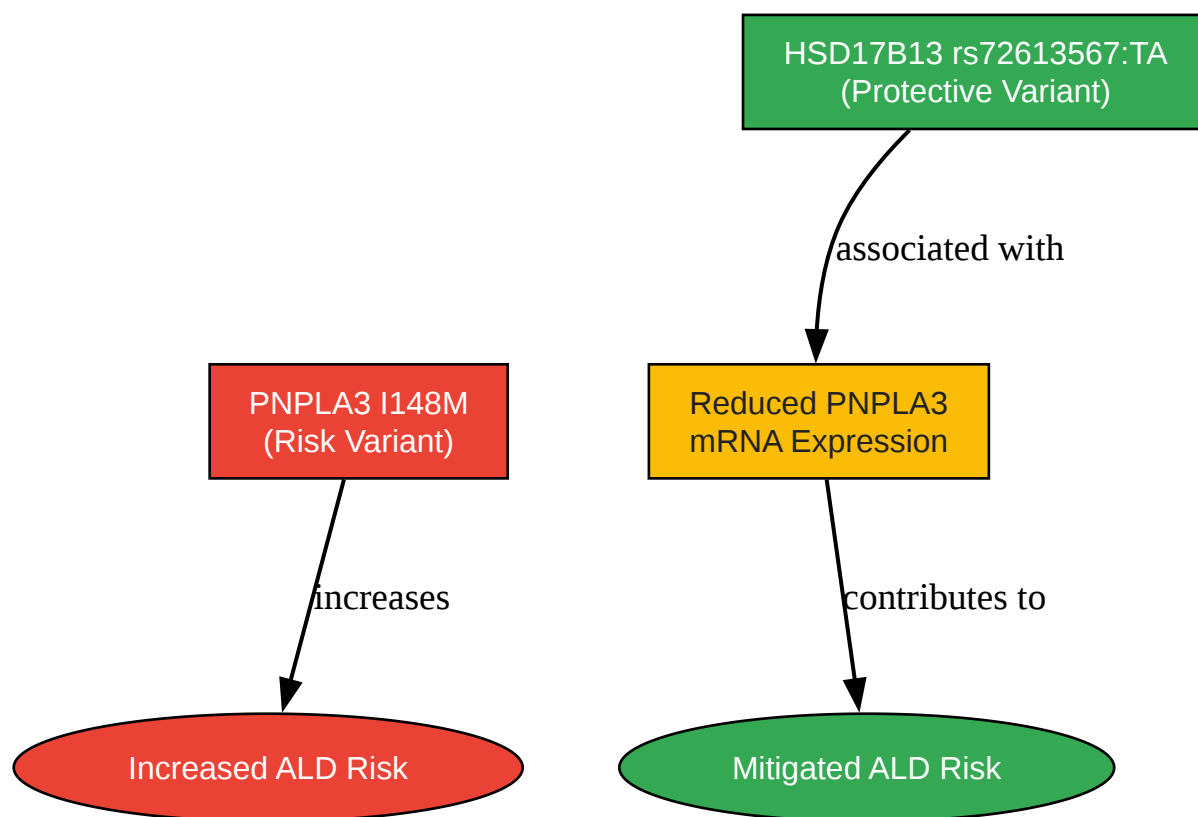 HSD17B13 rs72613567:TA
(Protective Variant)
associated with
PNPLA3 I148M
(Risk Variant)
Reduced PNPLA3
mRNA Expression
increases
contributes to
Increased ALD Risk
Mitigated ALD Risk